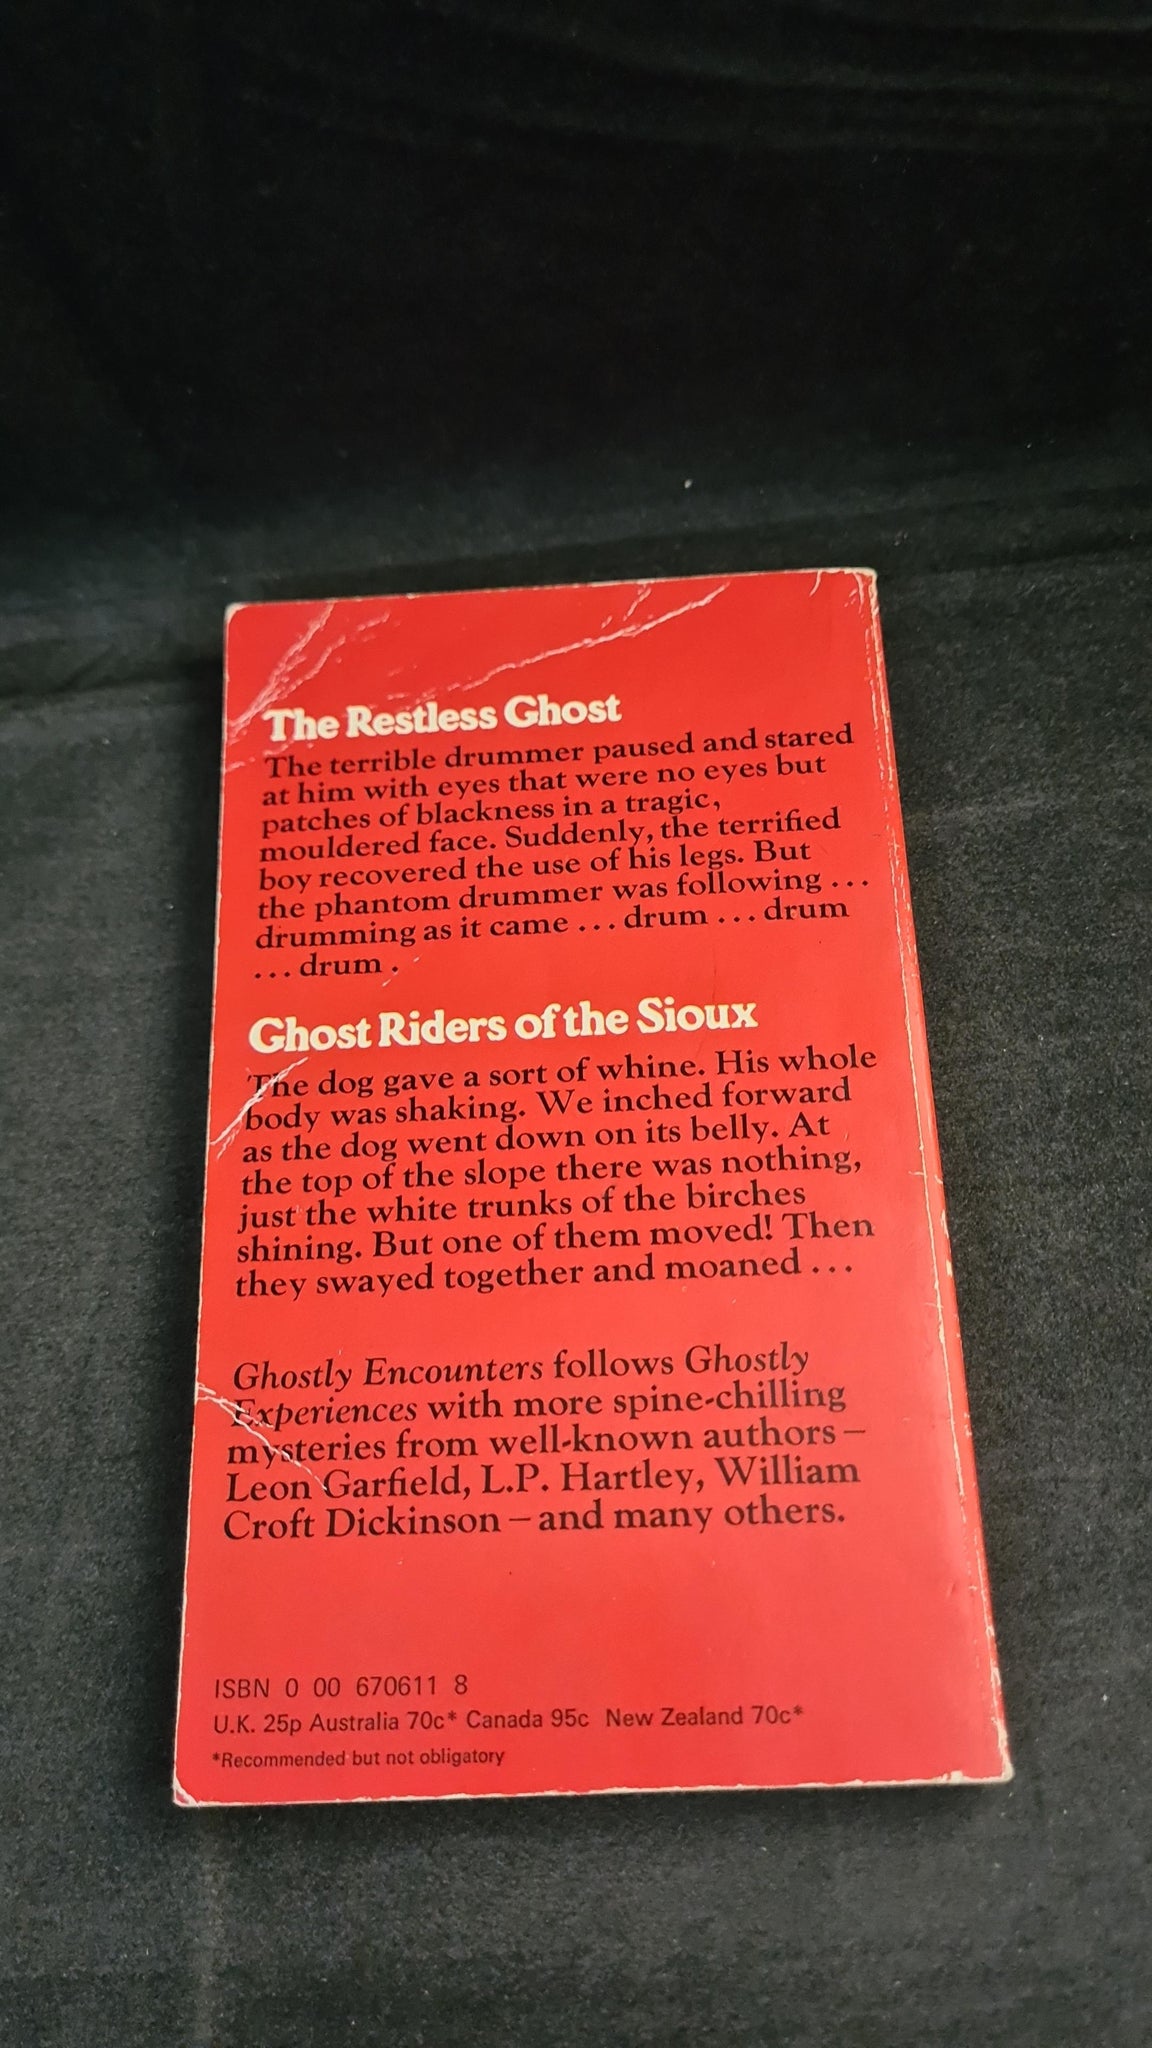 The Restless Ghost
The terrible drummer paused and stared
at him with eyes that were no eyes but
patches of blackness in a tragic,
mouldered face. Suddenly, the terrified
boy recovered the use of his legs. But
the phantom drummer was following ...
drumming as it came ... drum ... drum
... drum .
Ghost Riders of the Sioux
The dog gave a sort of whine. His whole
body was shaking. We inched forward
as the dog went down on its belly. At
the top of the slope there was nothing,
just the white trunks of the birches
shining. But one of them moved! Then
they swayed together and moaned ...
Ghostly Encounters follows Ghostly
Experiences with more spine-chilling
mysteries from well-known authors –
Leon Garfield, L.P. Hartley, William
Croft Dickinson – and many others.
ISBN 0 00 670611 8
U.K. 25p Australia 70c* Canada 95c New Zealand 70c*
*Recommended but not obligatory